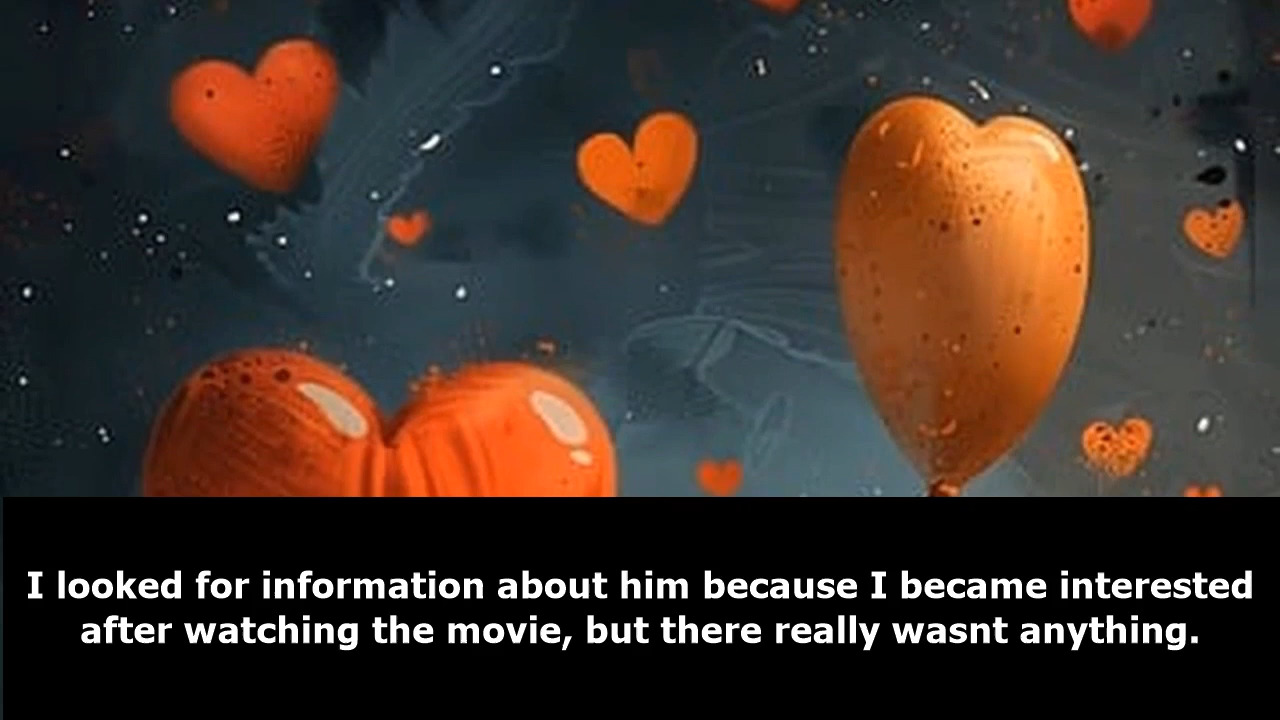 I looked for information about him because I became interested
after watching the movie, but there really wasnt anything.